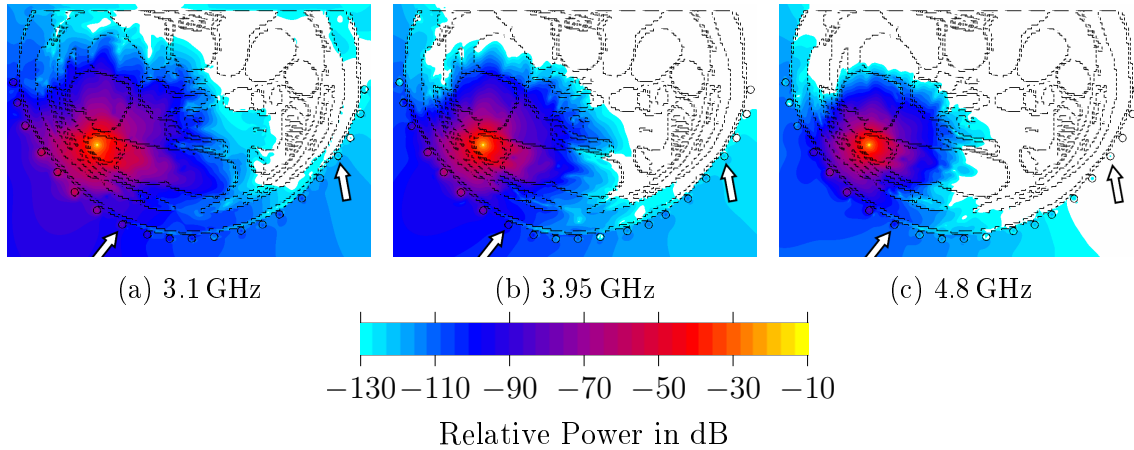 (a) 3.1 GHz
(b) 3.95 GHz
(c) 4.8 GHz
−130 −110 −90 −70 −50 −30 −10
Relative Power in dB